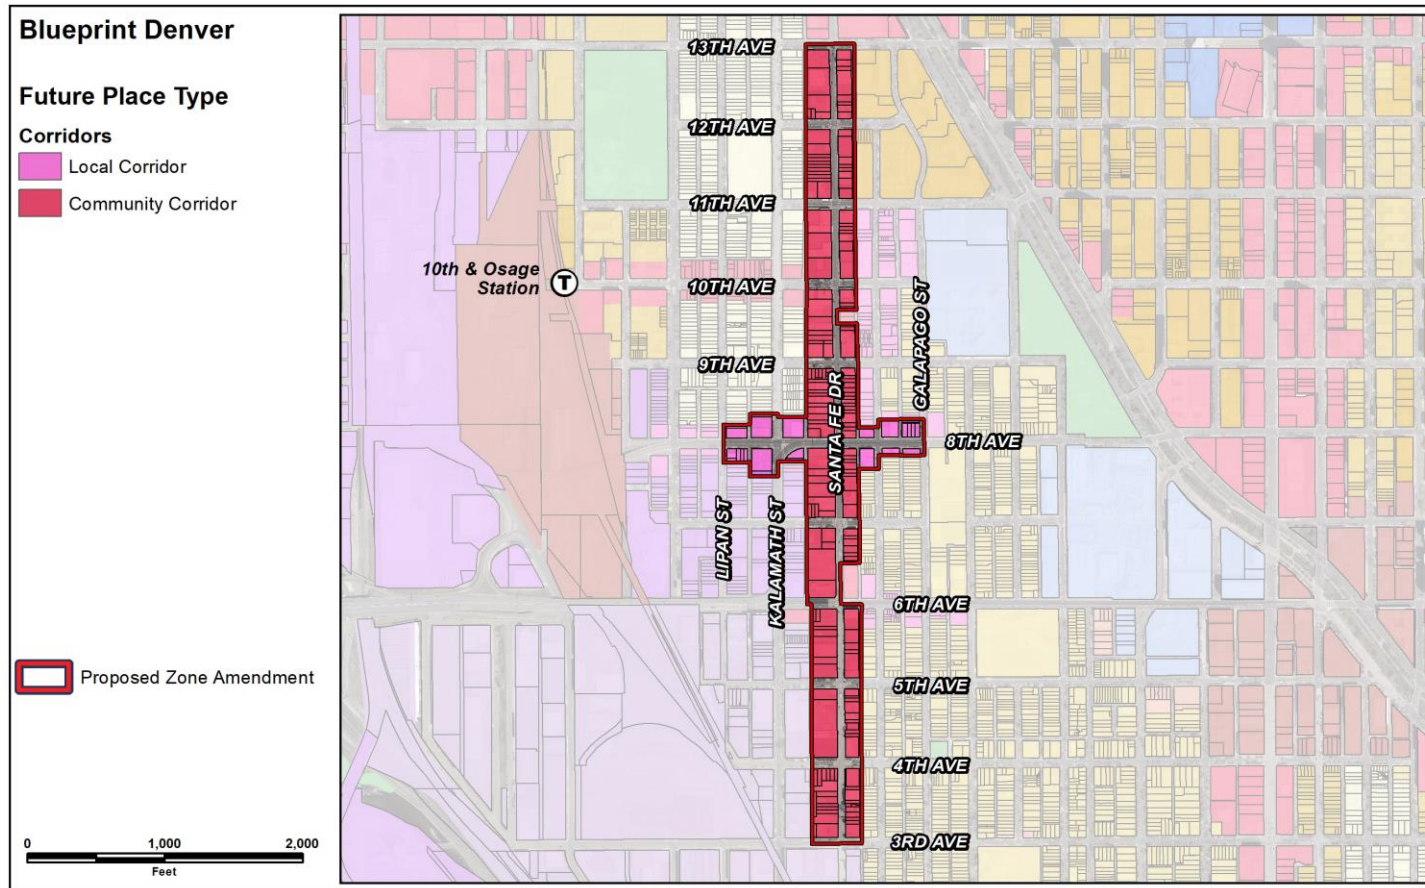 Blueprint Denver
Future Place Type
Corridors
Local Corridor
Community Corridor
Proposed Zone Amendment
0 1,000 2,000
Feet
13TH AVE
12TH AVE
11TH AVE
10th & Osage
Station
T
10TH AVE
GALAPAGO ST
9TH AVE
SANTA FE DR
8TH AVE
LIPAN ST
KALAMATH ST
6TH AVE
5TH AVE
4TH AVE
3RD AVE